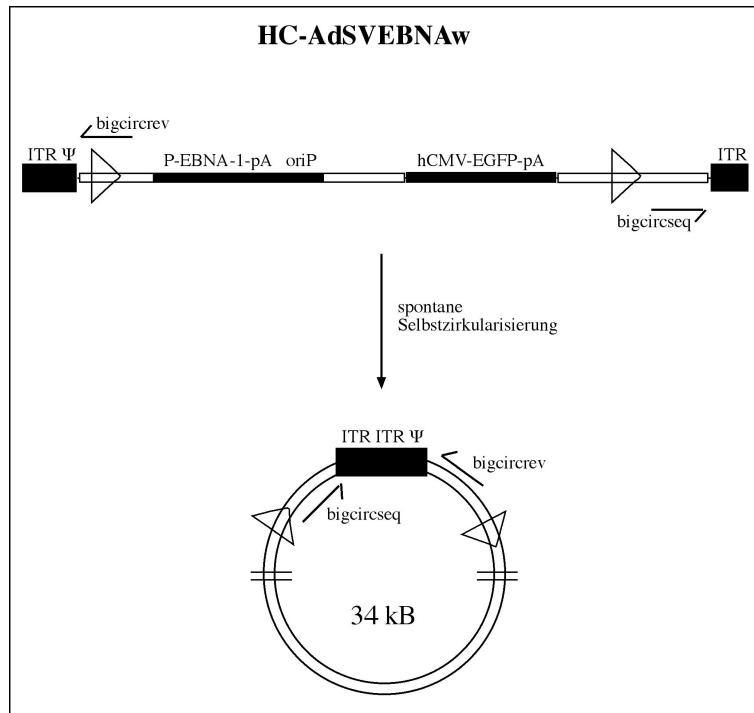 HC-AdSVEBNAw
bigcircrev
ITR Ψ
P-EBNA-1-pA oriP
hCMV-EGFP-pA
ITR
bigcircseq
spontane
Selbstzirkularisierung
ITR ITR Ψ
bigcircrev
bigcircseq
34 kB